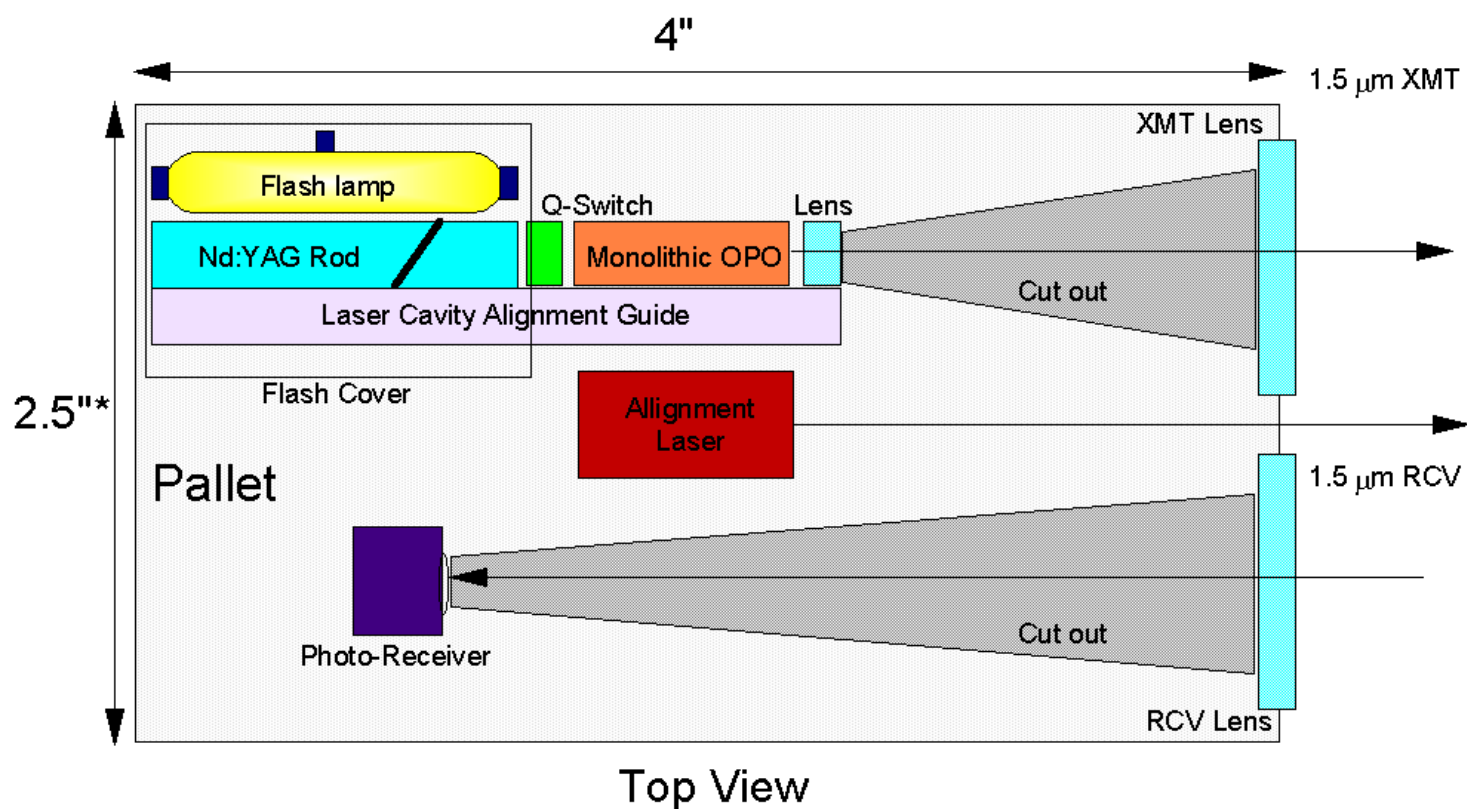 4"
1.5 μm XMT
XMT Lens
Flash lamp
Q-Switch
Lens
Nd:YAG Rod
Monolithic OPO
Cut out
Laser Cavity Alignment Guide
Flash Cover
2.5"*
Allignment
Laser
Pallet
1.5 μm RCV
Cut out
Photo-Receiver
RCV Lens
Top View